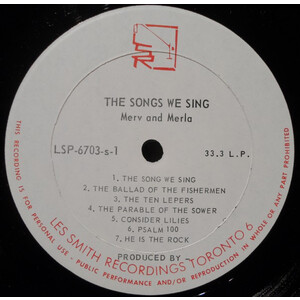 LSR
THE SONGS WE SING
Merv and Merla
LSP-6703-s-1
33.3 L.P.
1. THE SONG WE SING
2. THE BALLAD OF THE FISHERMEN
3. THE TEN LEPERS
4. THE PARABLE OF THE SOWER
5. CONSIDER LILIES
6. PSALM 100
7. HE IS THE ROCK
PRODUCED BY
LES SMITH RECORDINGS TORONTO 6
THIS RECORDING IS FOR PERSONAL USE - PUBLIC PERFORMANCE AND/OR REPRODUCTION IN WHOLE OR ANY PART PROHIBITED